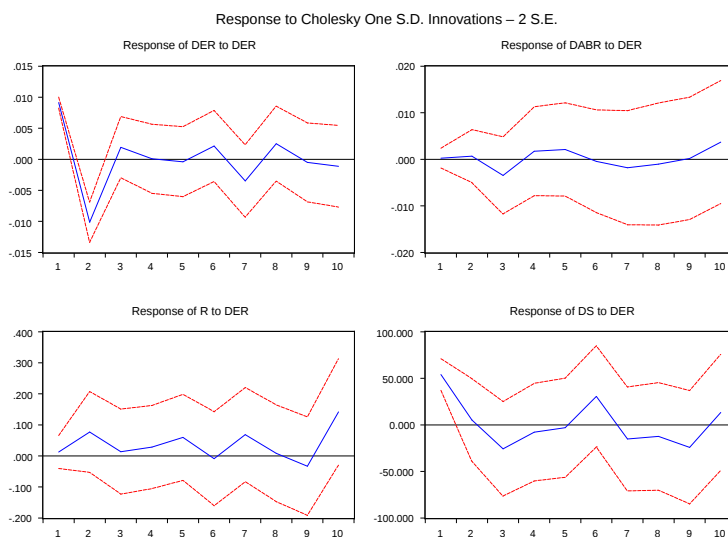 Response to Cholesky One S.D. Innovations – 2 S.E.
Response of DER to DER
.015
.010
.005
.000
-.005
-.010
-.015
1 2 3 4 5 6 7 8 9 10
Response of DABR to DER
.020
.010
.000
-.010
-.020
1 2 3 4 5 6 7 8 9 10
Response of R to DER
.400
.300
.200
.100
.000
-.100
-.200
1 2 3 4 5 6 7 8 9 10
Response of DS to DER
100.000
50.000
0.000
-50.000
-100.000
1 2 3 4 5 6 7 8 9 10